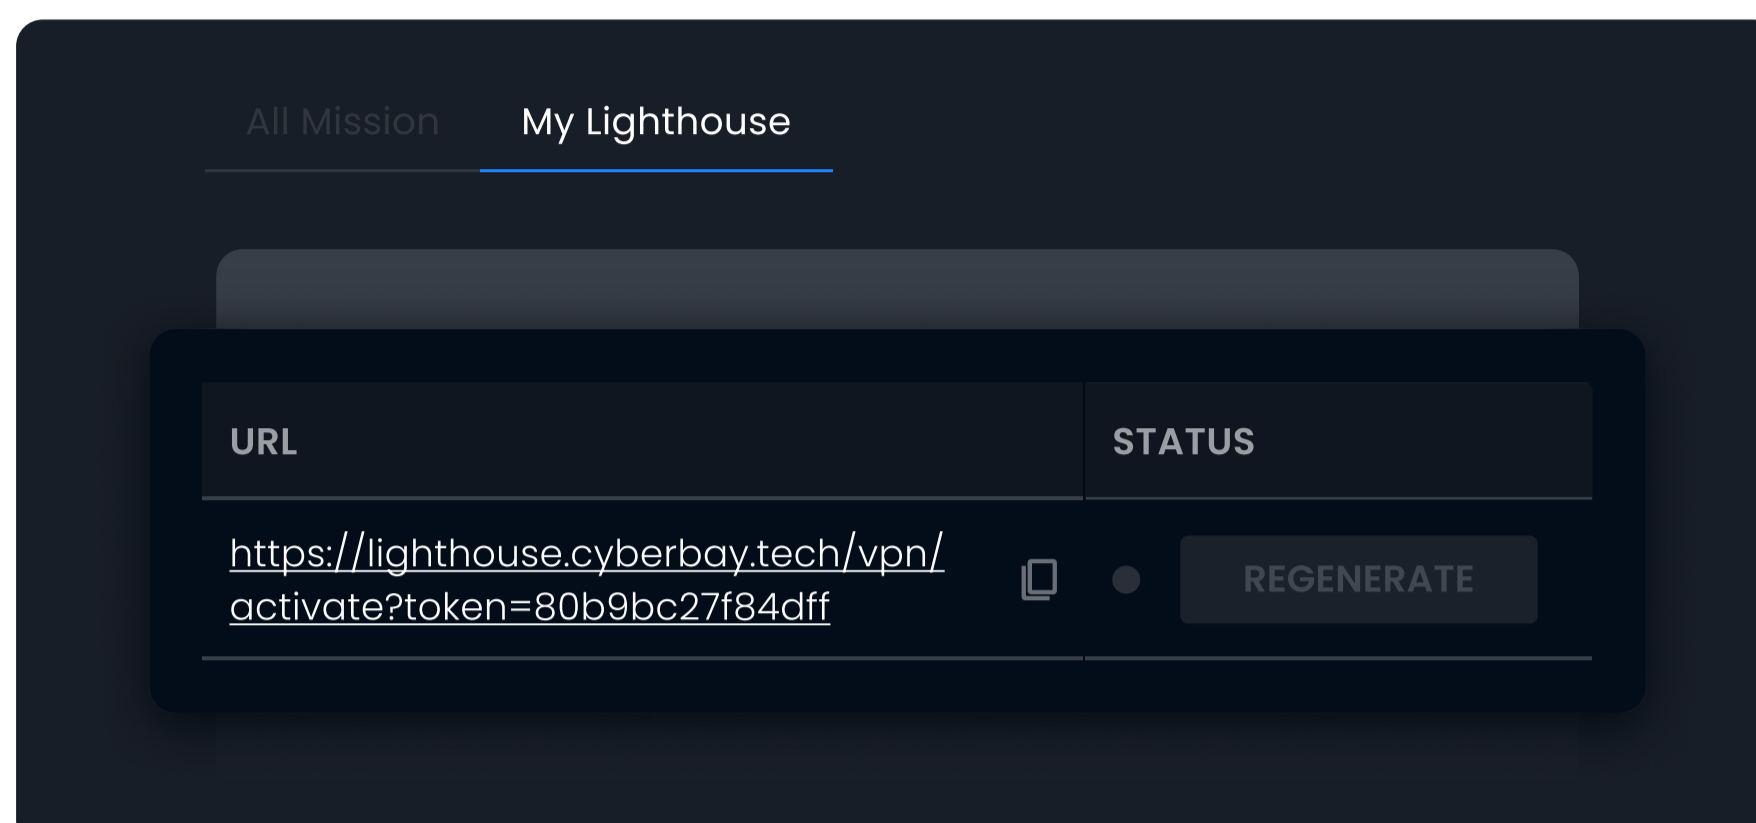 All Mission
My Lighthouse
URL
STATUS
https://lighthouse.cyberbay.tech/vpn/
activate?token=80b9bc27f84dff
REGENERATE